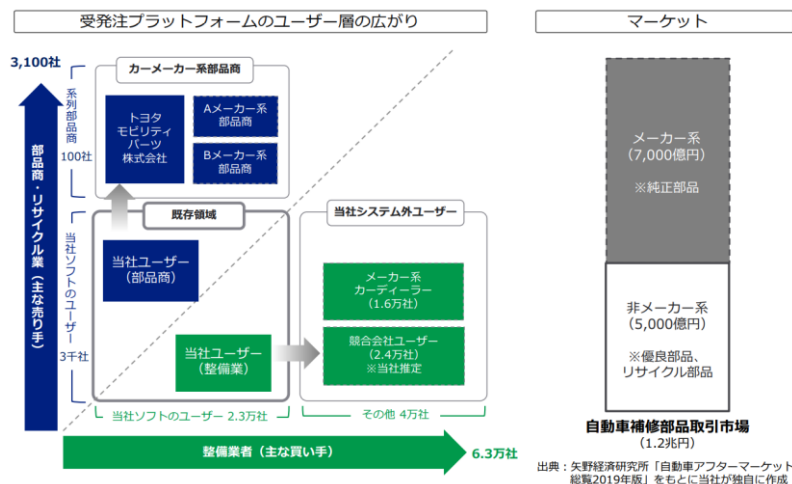 受発注プラットフォームのユーザー層の広がり
マーケット
3,100社
部品商・リサイクル業（主な売り手）
系列部品商
100社
当社ソフトのユーザー
3千社
カーメーカー系部品商
トヨタ
モビリティ
パーツ
株式会社
Aメーカー系
部品商
Bメーカー系
部品商
既存領域
当社ユーザー
（部品商）
当社ユーザー
（整備業）
当社システム外ユーザー
メーカー系
カーディーラー
（1.6万社）
競合会社ユーザー
（2.4万社）
※当社推定
当社ソフトのユーザー 2.3万社
その他 4万社
整備業者（主な買い手）
6.3万社
メーカー系
（7,000億円）
※純正部品
非メーカー系
（5,000億円）
※優良部品、
リサイクル部品
自動車補修部品取引市場
（1.2兆円）
出典：矢野経済研究所「自動車アフターマーケット
総覧2019年版」をもとに当社が独自に作成